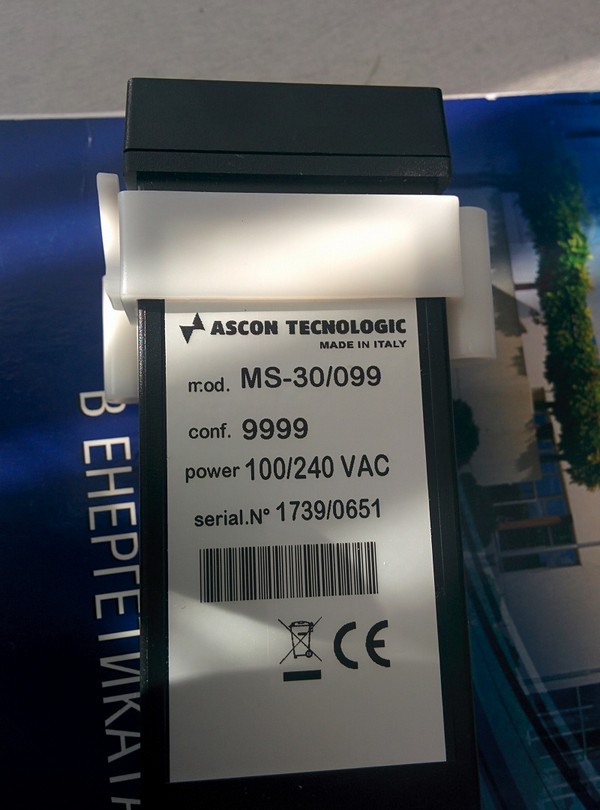 ASCON TECNOLOGIC
MADE IN ITALY
mod. MS-30/099
conf. 9999
power 100/240 VAC
serial.N° 1739/0651
CE
В ЕНЕРГЕТИКАТА